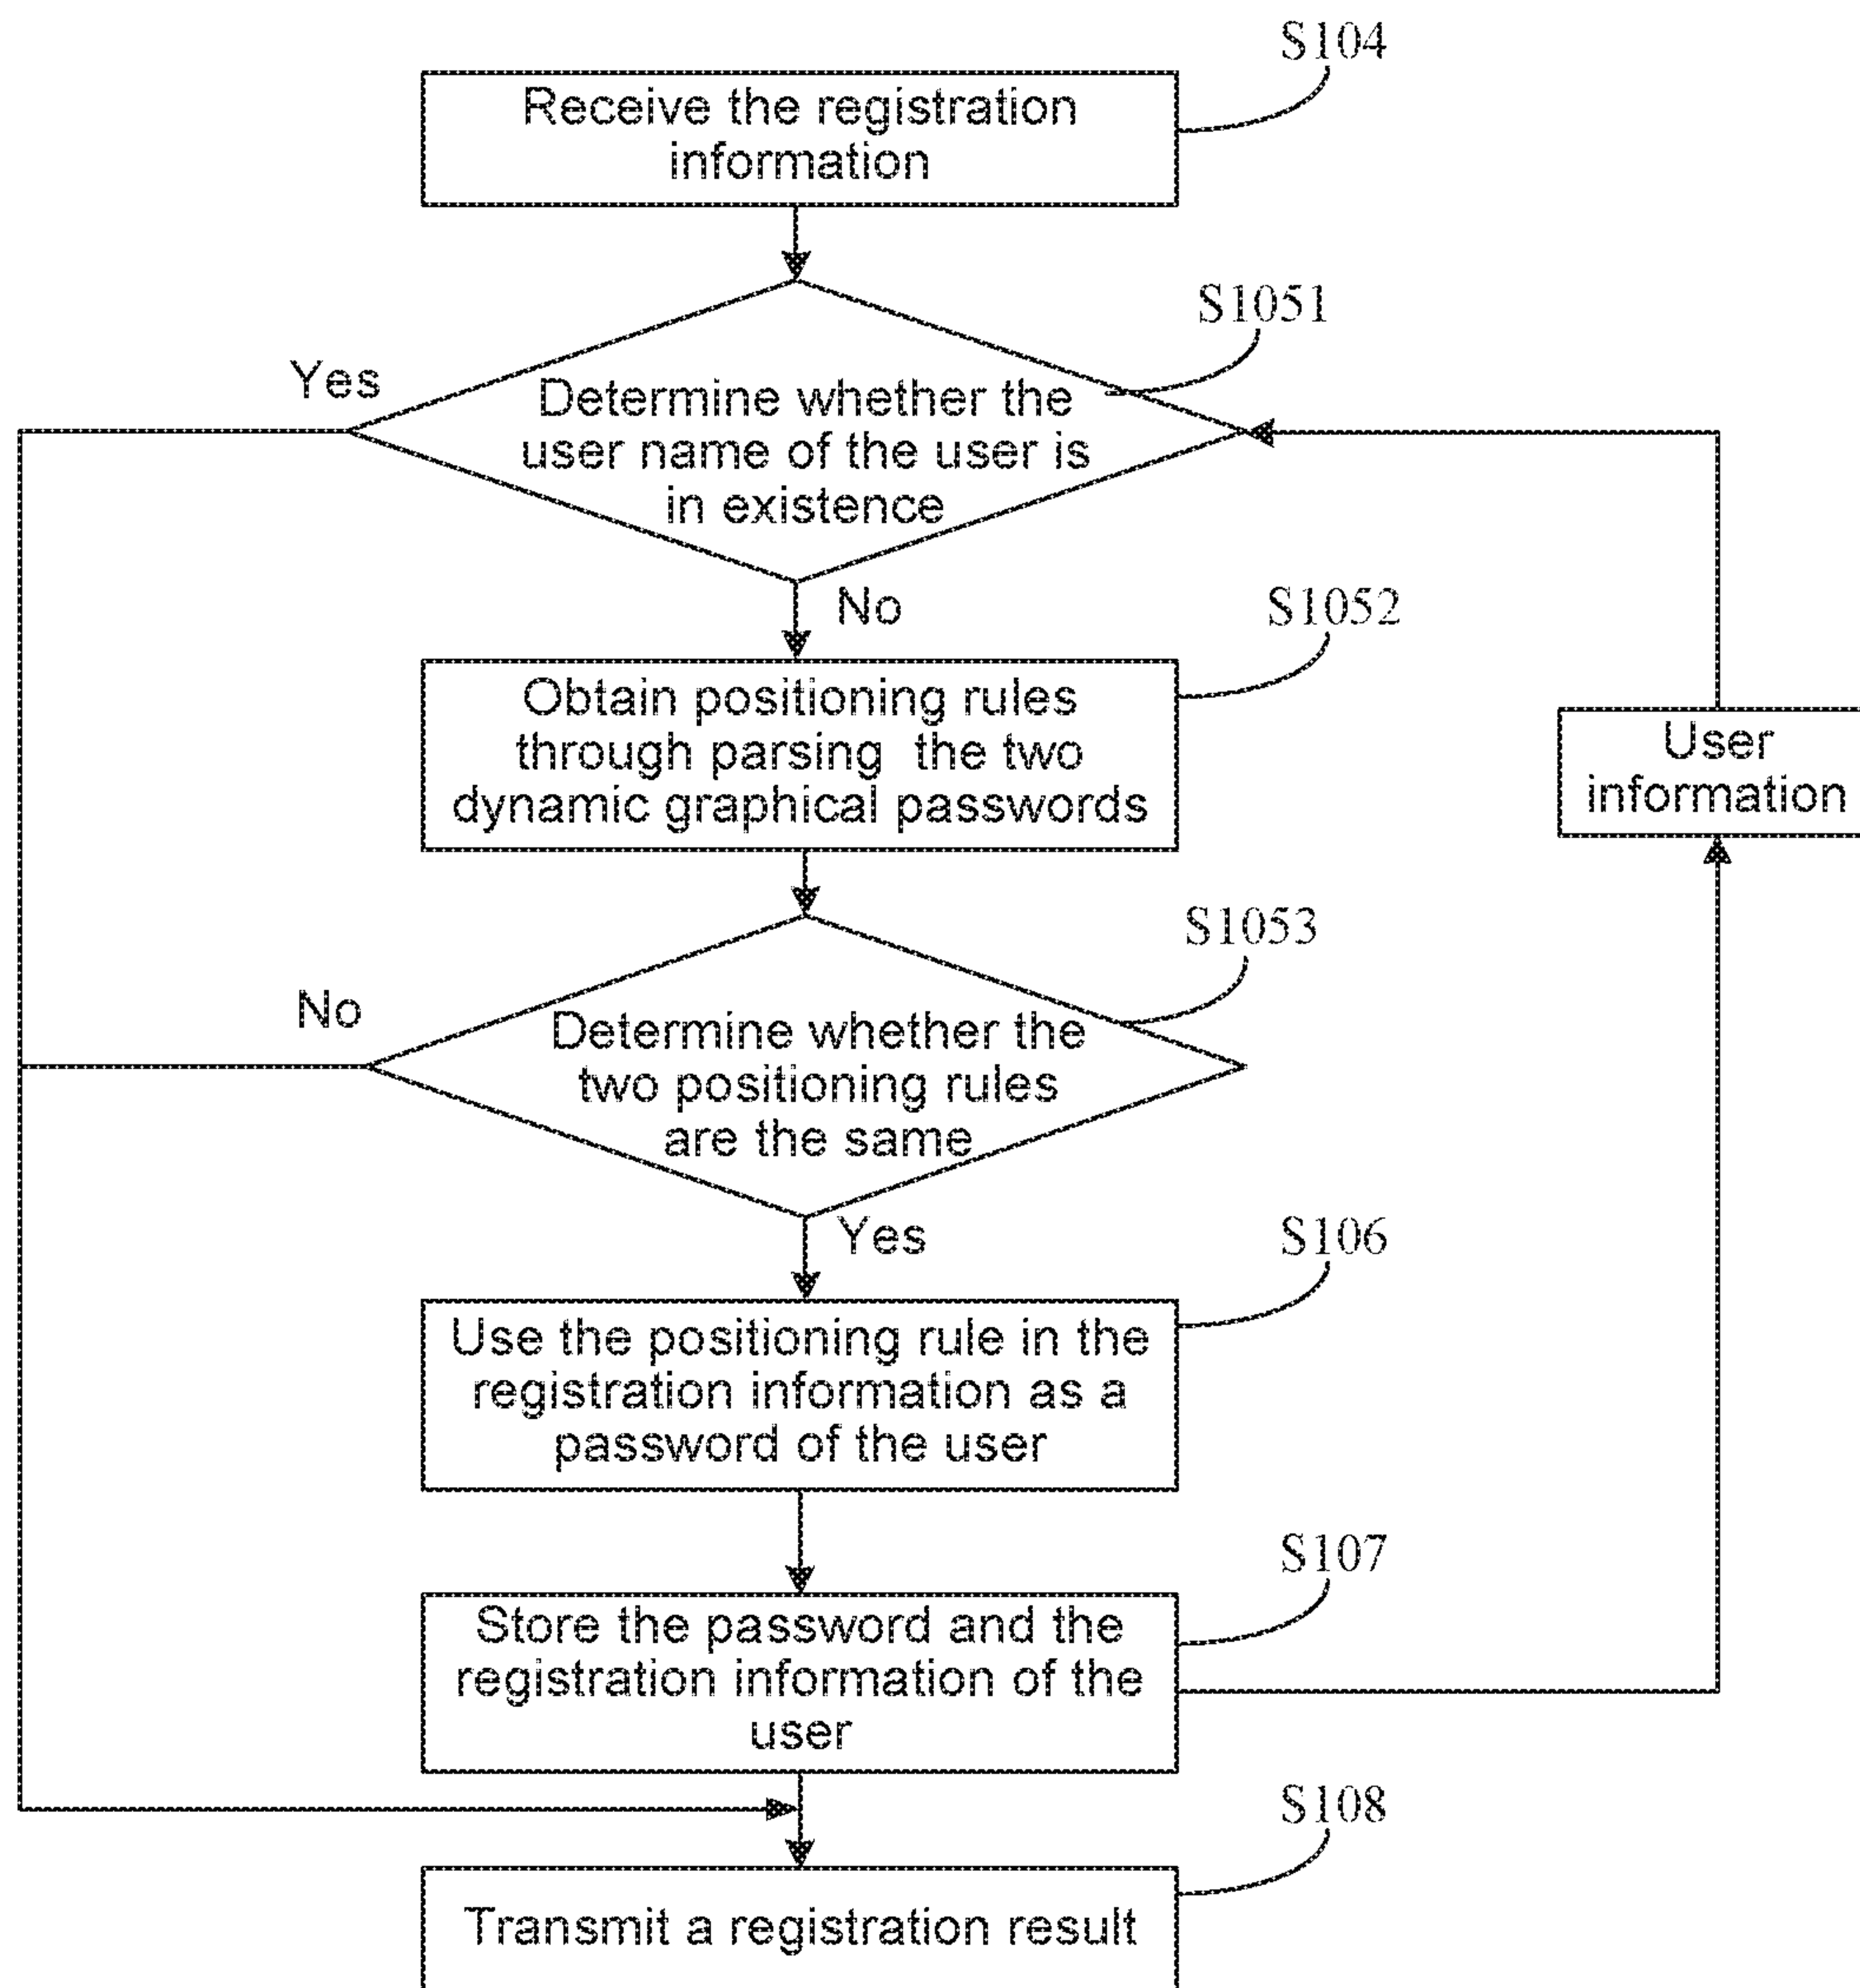 S104
Receive the registration
information
S1051
Yes
Determine whether the
user name of the user is
in existence
No
S1052
Obtain positioning rules
through parsing the two
dynamic graphical passwords
User
information
S1053
No
Determine whether the
two positioning rules
are the same
Yes
S106
Use the positioning rule in the
registration information as a
password of the user
S107
Store the password and the
registration information of the
user
S108
Transmit a registration result